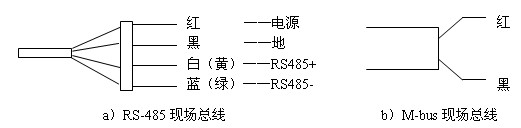 红 ——电源 红
黑 ——地
白（黄）——RS485+
蓝（绿）——RS485- 黑
a）RS-485 现场总线 b）M-bus 现场总线